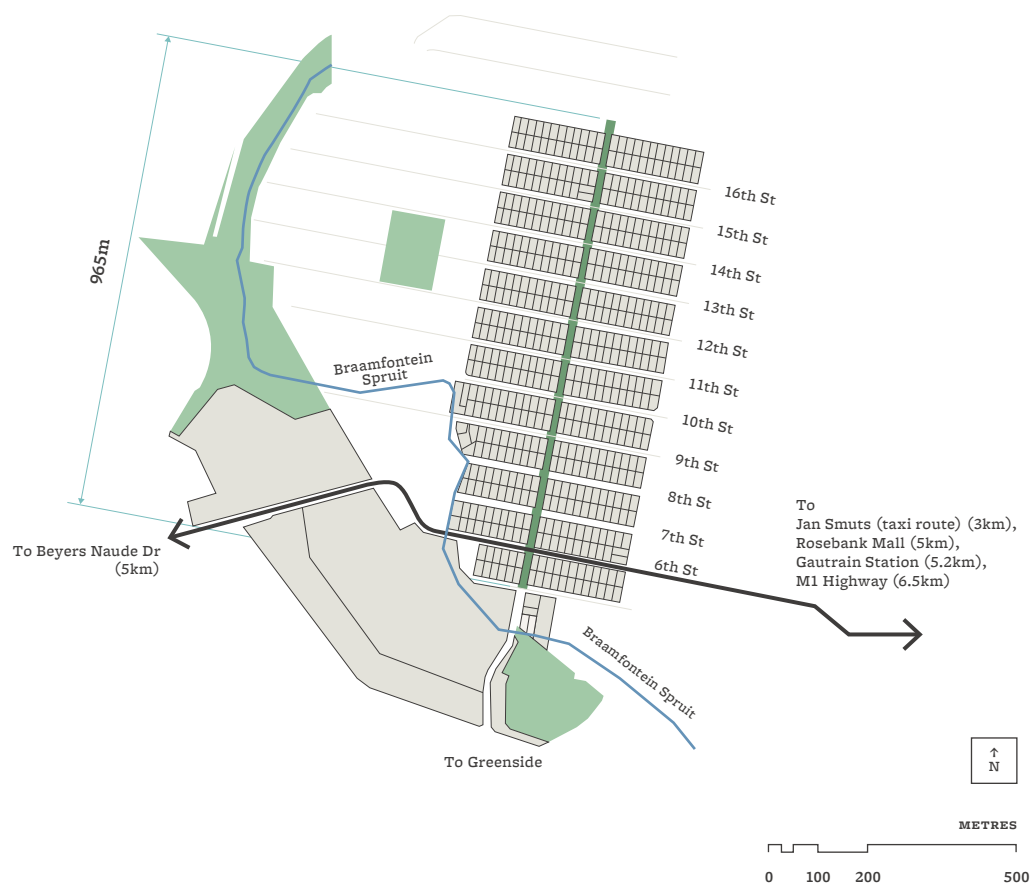 16th St
15th St
965m
14th St
13th St
12th St
Braamfontein
Spruit
11th St
10th St
9th St
8th St
To
Jan Smuts (taxi route) (3km),
Rosebank Mall (5km),
Gautrain Station (5.2km),
M1 Highway (6.5km)
7th St
To Beyers Naude Dr
(5km)
6th St
Braamfontein Spruit
To Greenside
↑
N
METRES
0 100 200 500